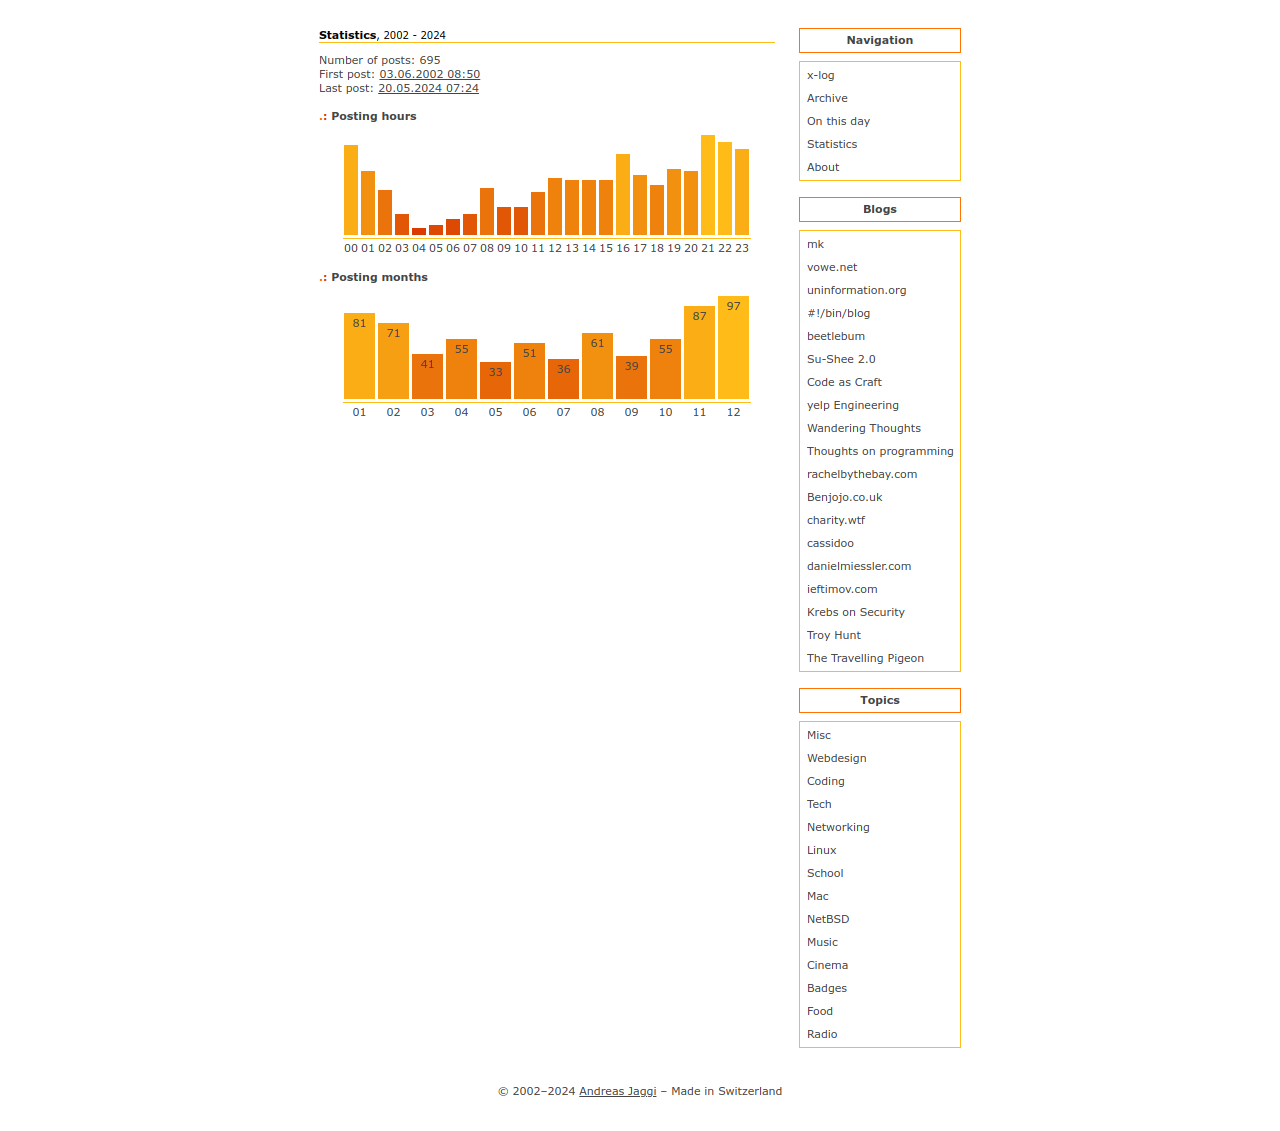 Statistics, 2002 - 2024
Number of posts: 695
First post: 03.06.2002 08:50
Last post: 20.05.2024 07:24
.: Posting hours
00 01 02 03 04 05 06 07 08 09 10 11 12 13 14 15 16 17 18 19 20 21 22 23
.: Posting months
81 71 41 55 33 51 36 61 39 55 87 97
01 02 03 04 05 06 07 08 09 10 11 12
Navigation
x-log
Archive
On this day
Statistics
About
Blogs
mk
vowe.net
uninformation.org
#!/bin/blog
beetlebum
Su-Shee 2.0
Code as Craft
yelp Engineering
Wandering Thoughts
Thoughts on programming
rachelbythebay.com
Benjojo.co.uk
charity.wtf
cassidoo
danielmiessler.com
ieftimov.com
Krebs on Security
Troy Hunt
The Travelling Pigeon
Topics
Misc
Webdesign
Coding
Tech
Networking
Linux
School
Mac
NetBSD
Music
Cinema
Badges
Food
Radio
© 2002–2024 Andreas Jaggi – Made in Switzerland